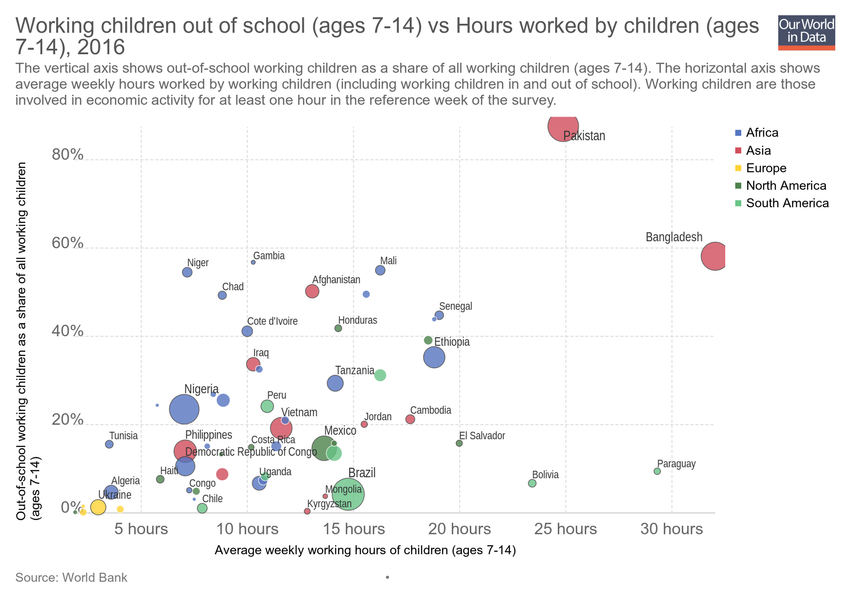 Working children out of school (ages 7-14) vs Hours worked by children (ages
7-14), 2016
Our World
in Data
The vertical axis shows out-of-school working children as a share of all working children (ages 7-14). The horizontal axis shows
average weekly hours worked by working children (including working children in and out of school). Working children are those
involved in economic activity for at least one hour in the reference week of the survey.
Out-of-school working children as a share of all working children
(ages 7-14)
Africa
Asia
Europe
North America
South America
80%
60%
40%
20%
0%
Pakistan
Bangladesh
Gambia
Niger
Mali
Chad
Afghanistan
Senegal
Cote d'Ivoire
Honduras
Ethiopia
Iraq
Tanzania
Nigeria
Peru
Vietnam
Cambodia
Jordan
Tunisia
Philippines
Costa Rica
Mexico
El Salvador
Democratic Republic of Congo
Haiti
Uganda
Brazil
Bolivia
Paraguay
Algeria
Congo
Mongolia
Ukraine
Chile
Kyrgyzstan
5 hours
10 hours
15 hours
20 hours
25 hours
30 hours
Average weekly working hours of children (ages 7-14)
Source: World Bank